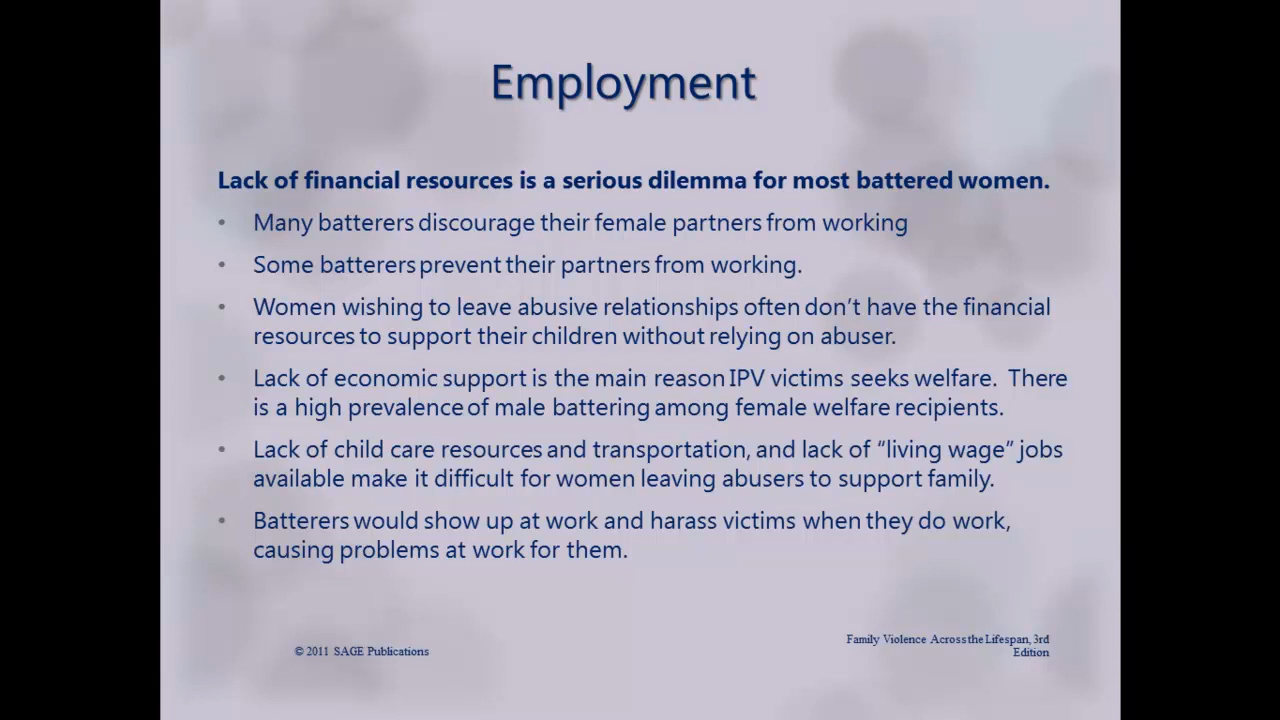 Employment
Lack of financial resources is a serious dilemma for most battered women.
• Many batterers discourage their female partners from working
• Some batterers prevent their partners from working.
• Women wishing to leave abusive relationships often don’t have the financial
resources to support their children without relying on abuser.
• Lack of economic support is the main reason IPV victims seeks welfare. There
is a high prevalence of male battering among female welfare recipients.
• Lack of child care resources and transportation, and lack of “living wage” jobs
available make it difficult for women leaving abusers to support family.
• Batterers would show up at work and harass victims when they do work,
causing problems at work for them.
© 2011 SAGE Publications
Family Violence Across the Lifespan, 3rd
Edition